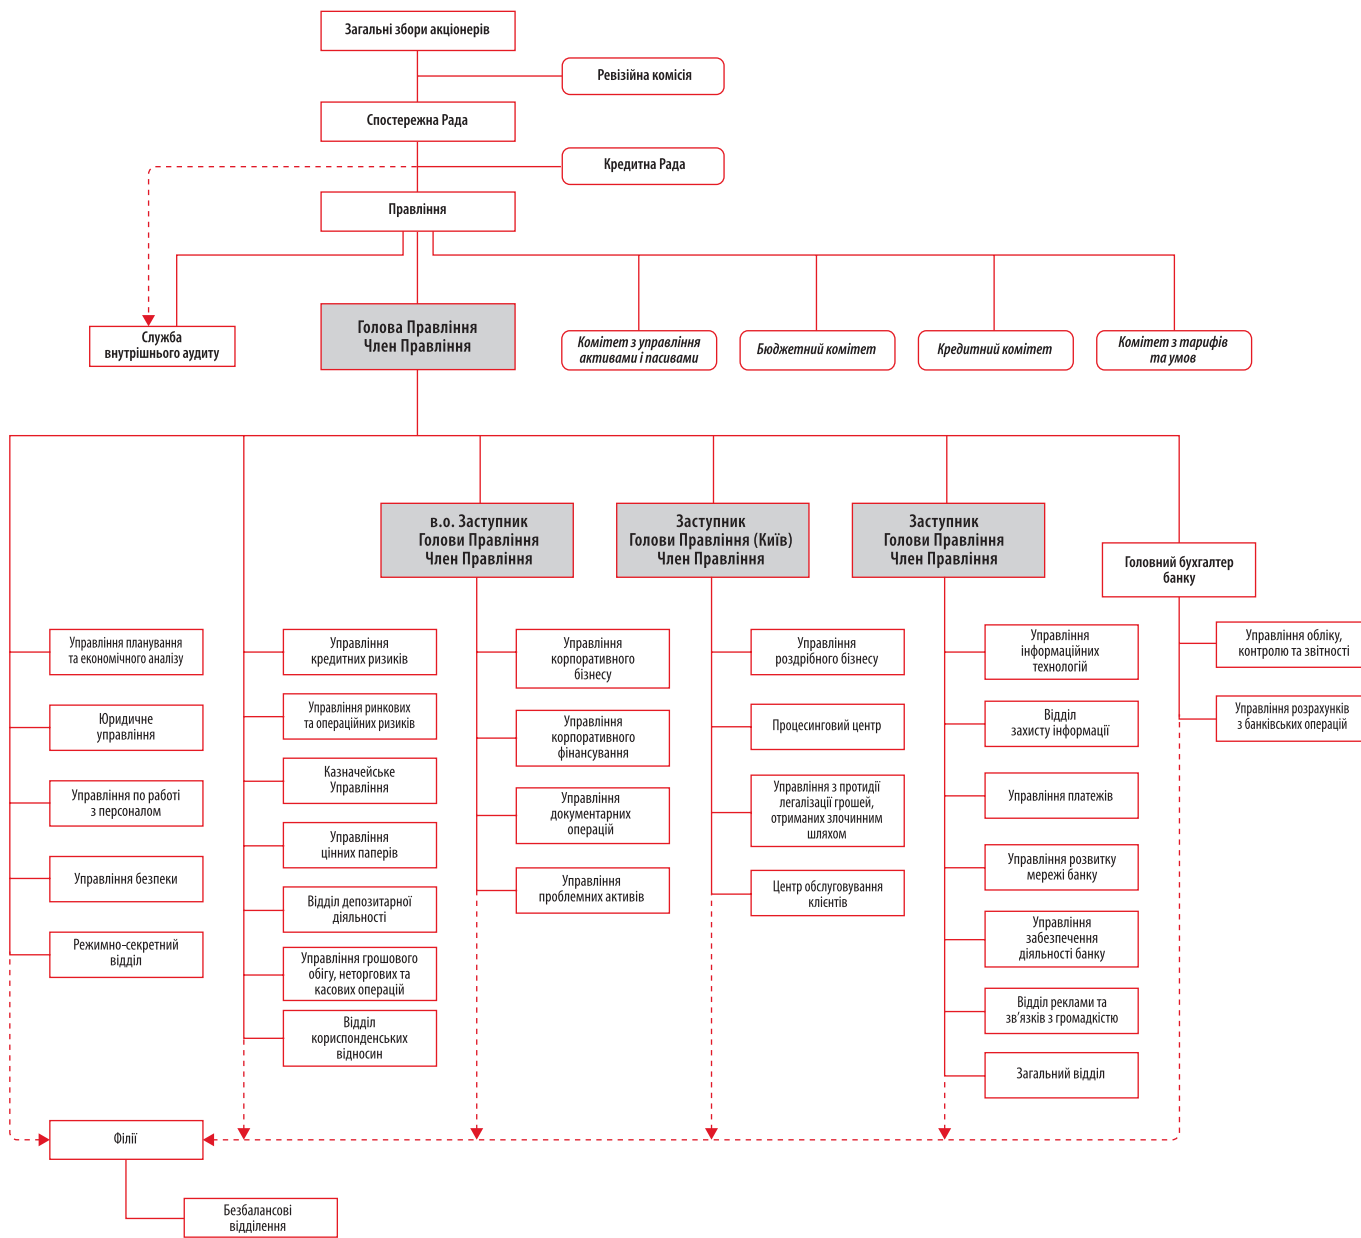 Загальні збори акціонерів
Ревізійна комісія
Спостережна Рада
Кредитна Рада
Правління
Служба
внутрішнього аудиту
Голова Правління
Член Правління
Комітет з управління
активами і пасивами
Бюджетний комітет
Кредитний комітет
Комітет з тарифів
та умов
в.о. Заступник
Голови Правління
Член Правління
Заступник
Голови Правління (Київ)
Член Правління
Заступник
Голови Правління
Член Правління
Головний бухгалтер
банку
Управління планування
та економічного аналізу
Юридичне
управління
Управління по работі
з персоналом
Управління безпеки
Режимно-секретний
відділ
Управління
кредитних ризиків
Управління ринкових
та операційних ризиків
Казначейське
Управління
Управління
цінних паперів
Відділ депозитарної
діяльності
Управління грошового
обігу, неторгових та
касових операцій
Відділ
кориспонденських
відносин
Управління
корпоративного
бізнесу
Управління
корпоративного
фінансування
Управління
документарних
операцій
Управління
проблемних активів
Управління
роздрібного бізнесу
Процесинговий центр
Управління з протидії
легалізації грошей,
отриманих злочинним
шляхом
Центр обслуговування
клієнтів
Управління
інформаційних
технологій
Відділ
захисту інформації
Управління платежів
Управління розвитку
мережі банку
Управління
забезпечення
діяльності банку
Відділ реклами та
зв’язків з громадкістю
Загальний відділ
Управління обліку,
контролю та звітності
Управління розрахунків
з банківських операцій
Філії
Безбалансові
відділення